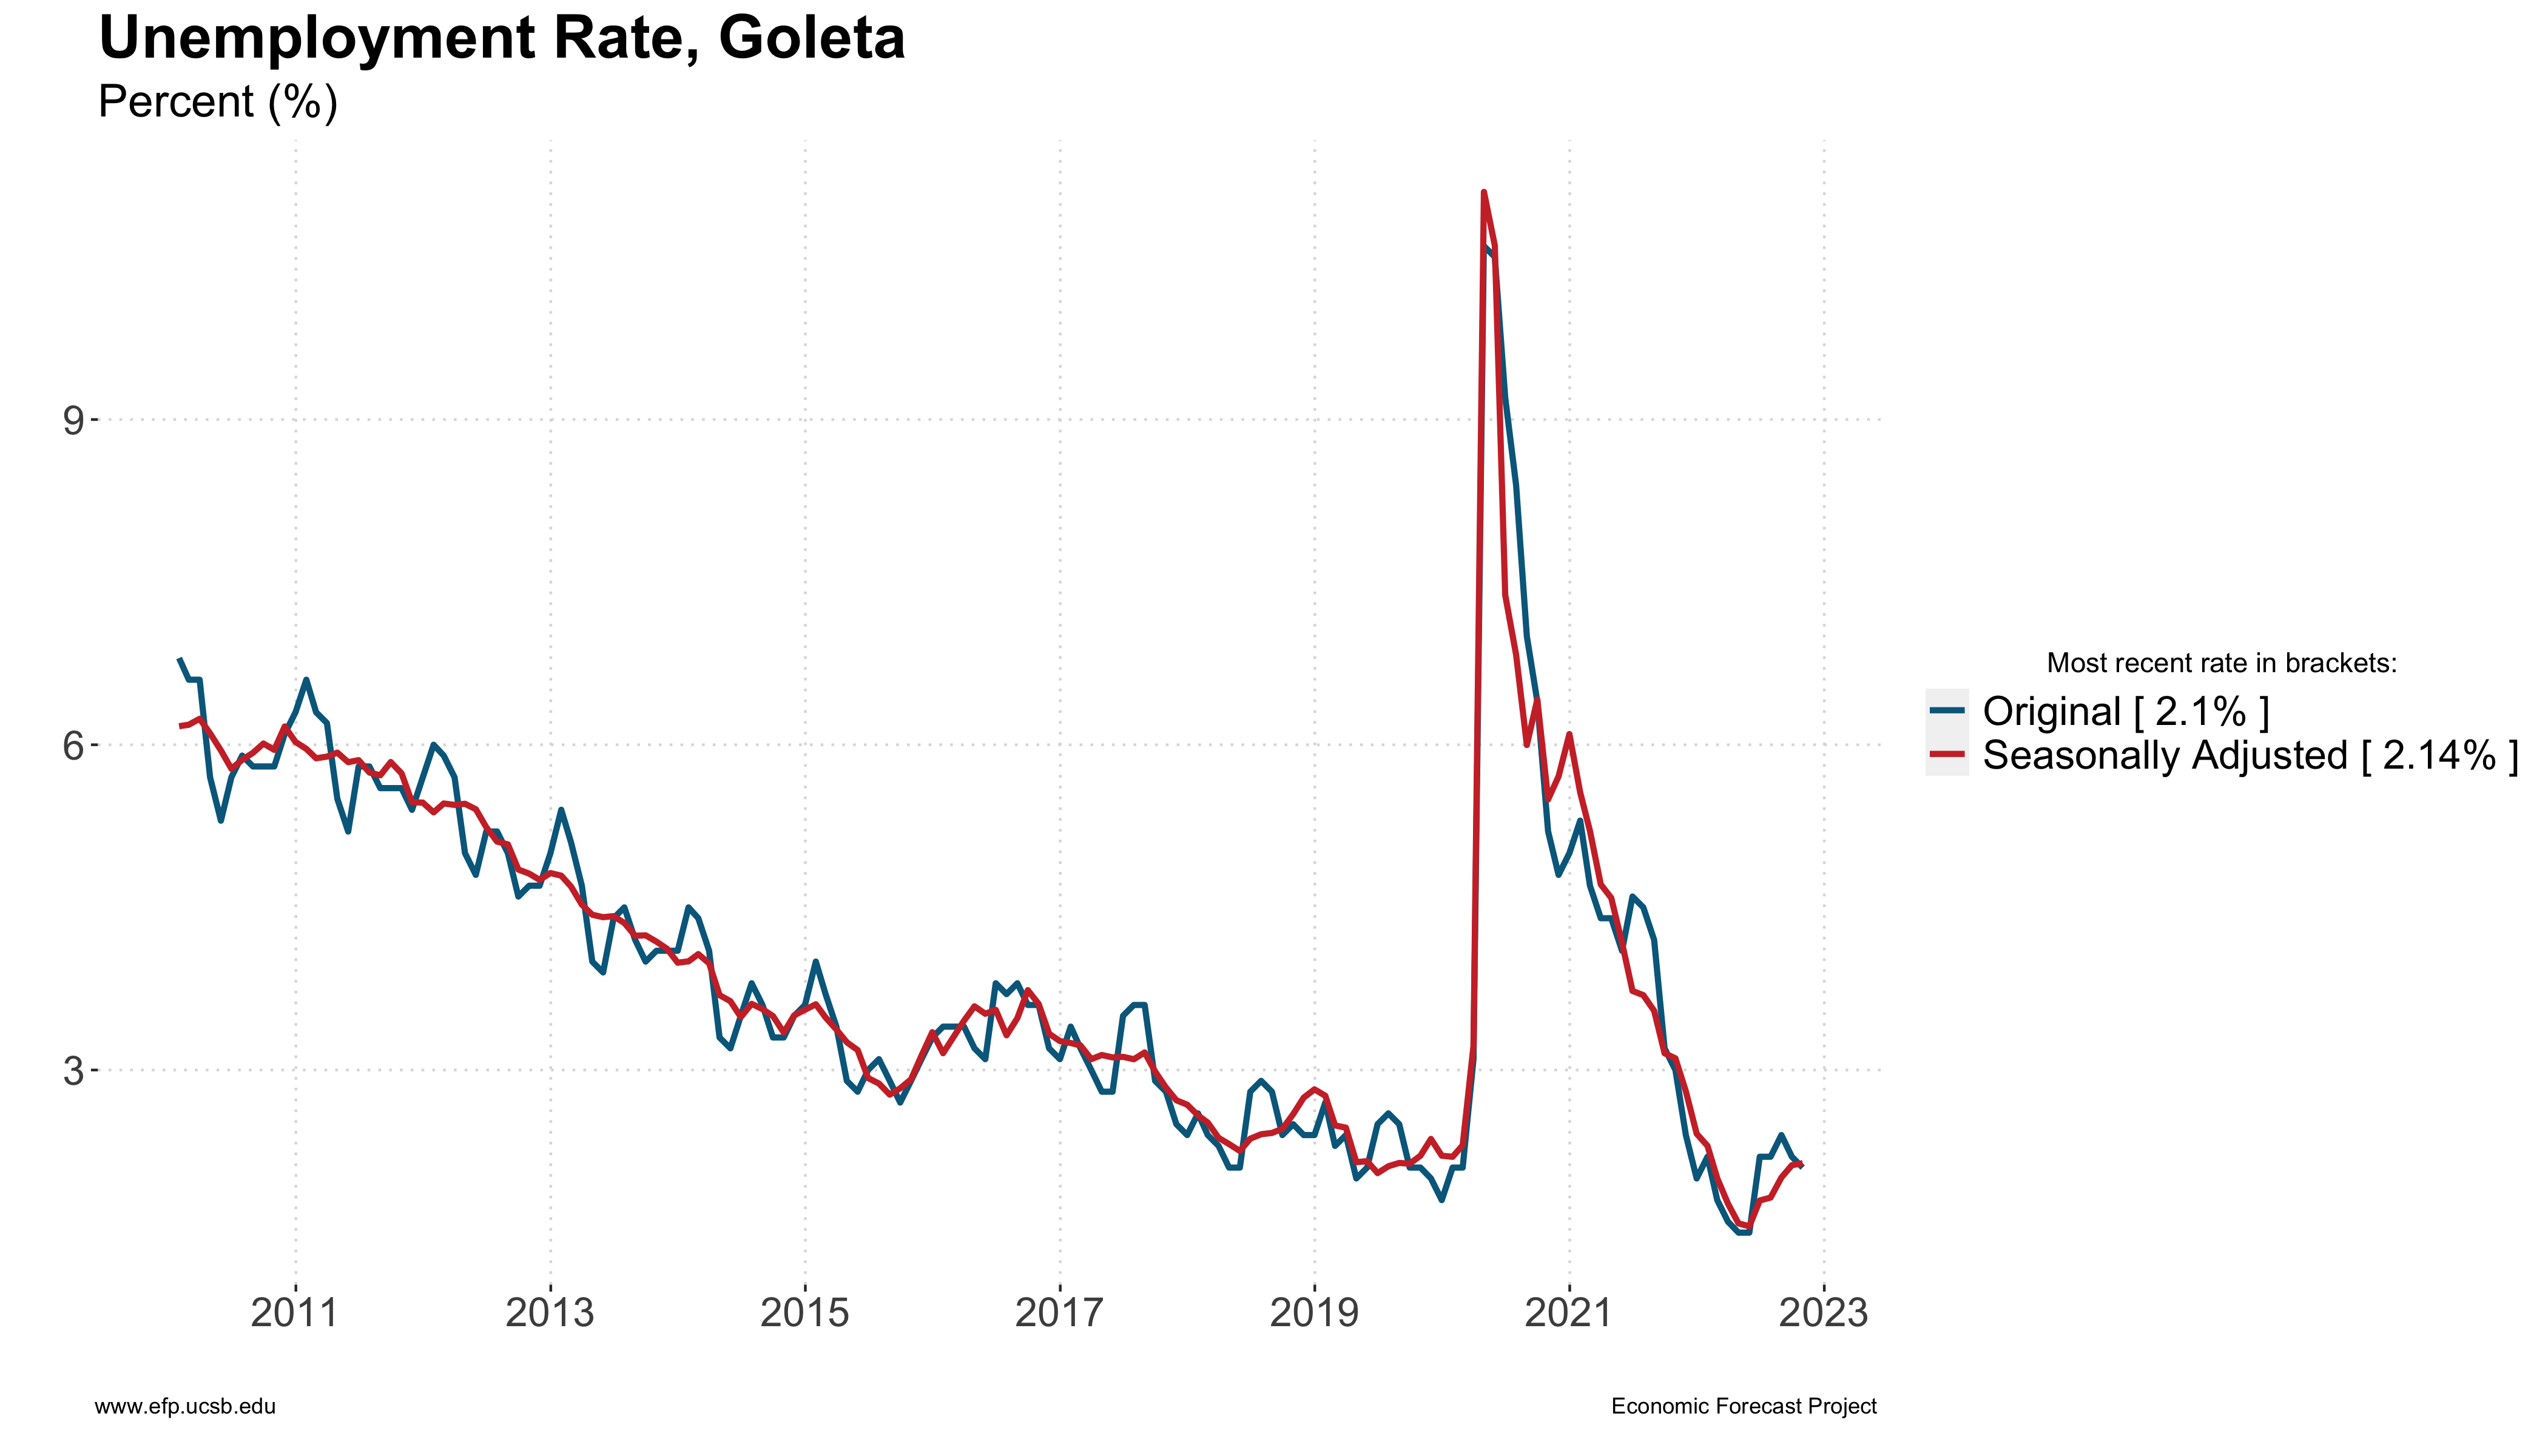 Unemployment Rate, Goleta
Percent (%)
9
6
3
2011 2013 2015 2017 2019 2021 2023
Most recent rate in brackets:
Original [ 2.1% ]
Seasonally Adjusted [ 2.14% ]
www.efp.ucsb.edu
Economic Forecast Project